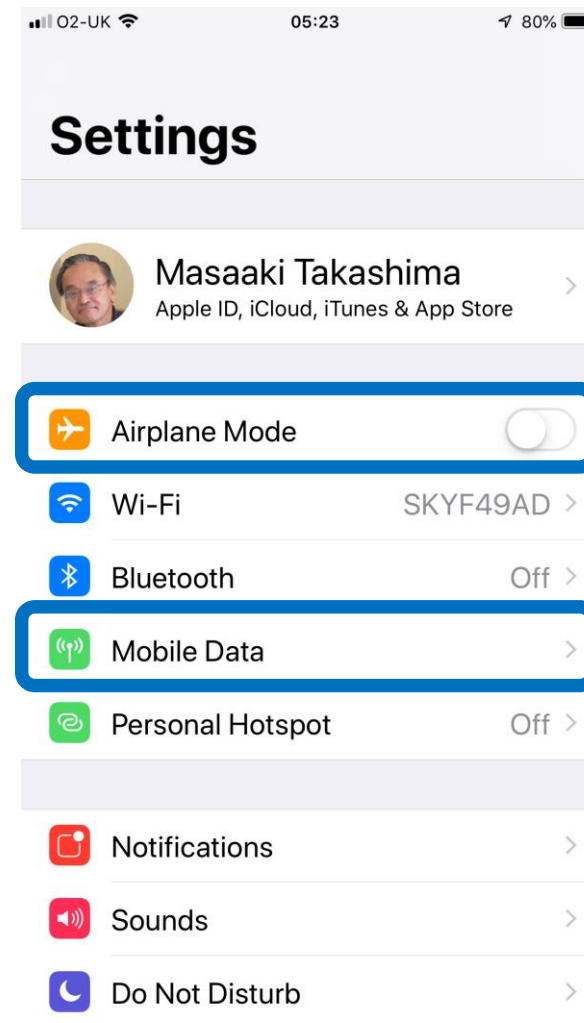 O2-UK 05:23 80%
Settings
Masaaki Takashima
Apple ID, iCloud, iTunes & App Store
Airplane Mode
Wi-Fi SKYF49AD
Bluetooth Off
Mobile Data
Personal Hotspot Off
Notifications
Sounds
Do Not Disturb